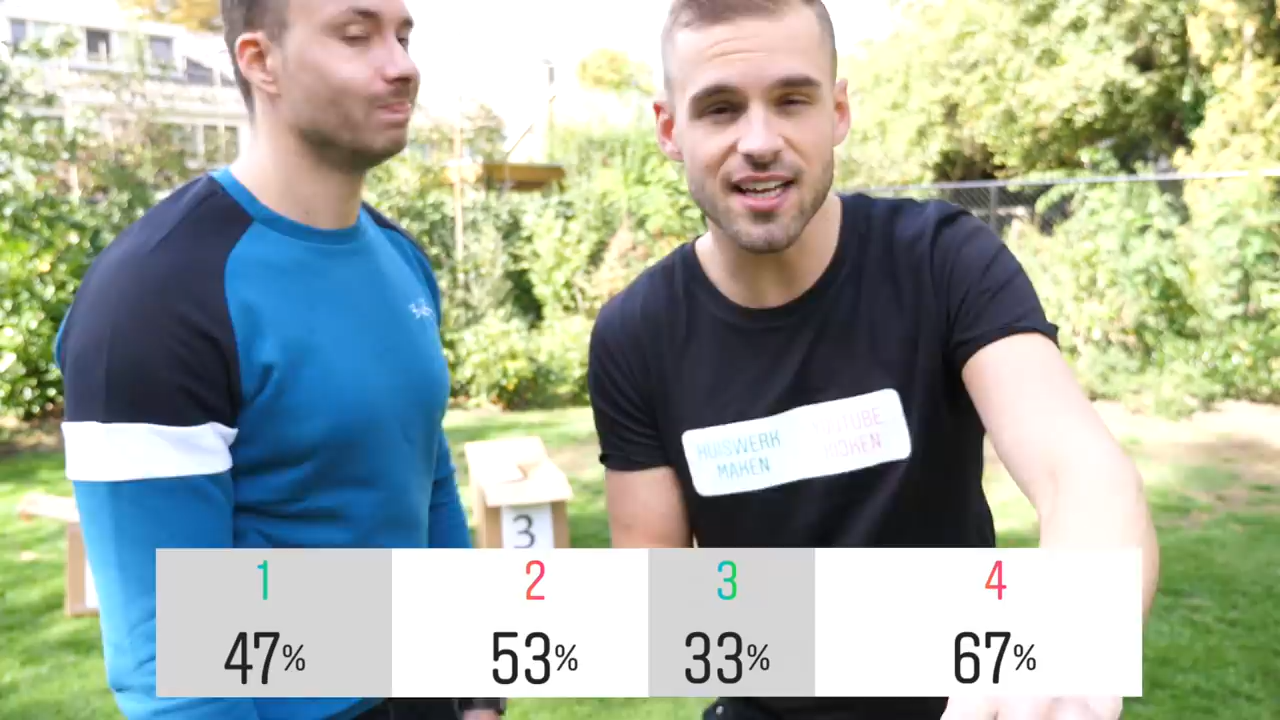 HUISWERK
MAKEN
YOUTUBE
KIJKEN
3
1 2 3 4
47% 53% 33% 67%